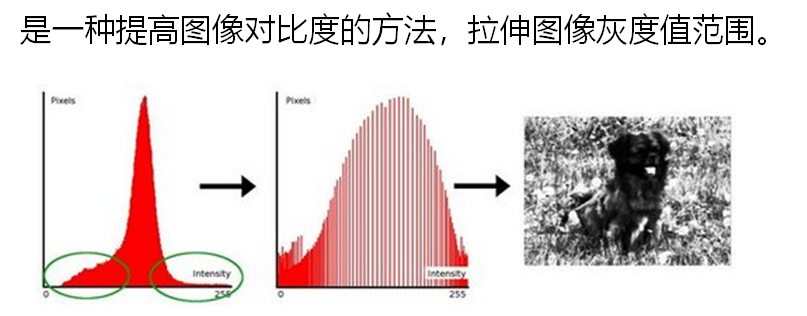 是一种提高图像对比度的方法，拉伸图像灰度值范围。
Pixels
Pixels
Intensity
Intensity
0
255
0
255